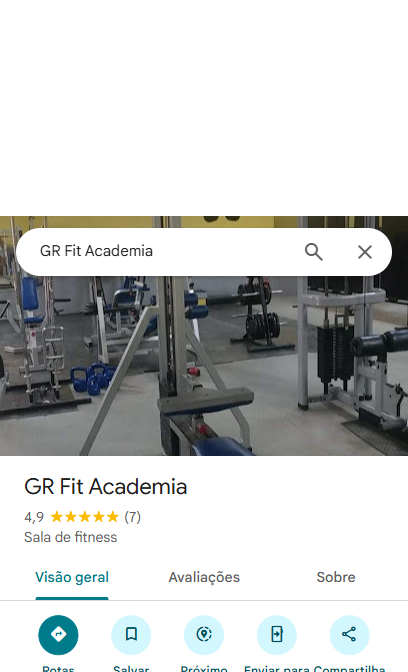 GR Fit Academia
GR Fit Academia
4,9 (7)
Sala de fitness
Visão geral Avaliações Sobre
Rotas Salvar Próximo Enviar para Compartilha